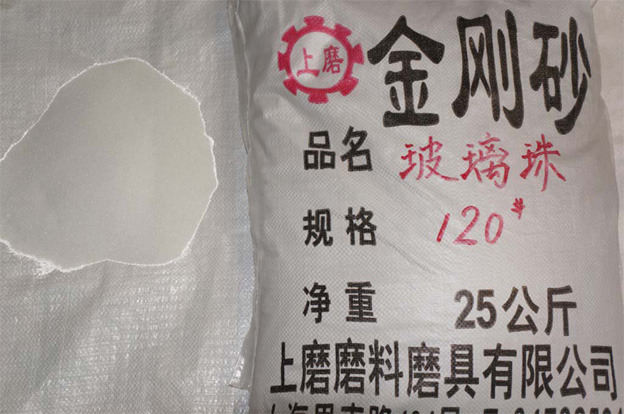 上磨
金刚砂
品名 玻璃珠
规格 120#
净重 25公斤
上磨磨料磨具有限公司